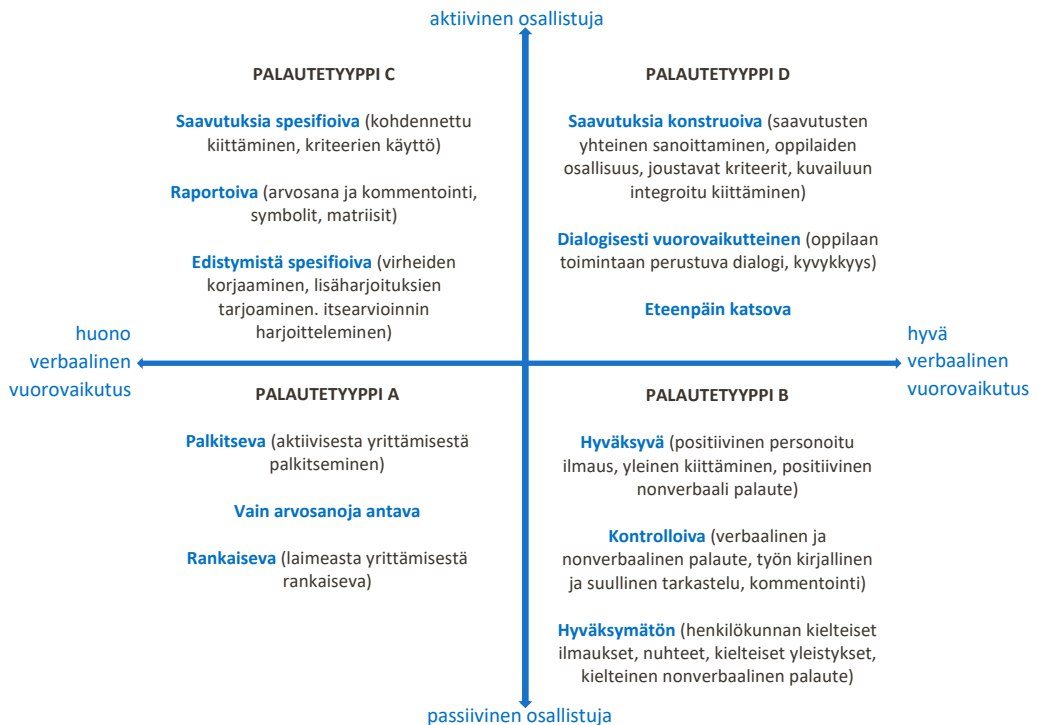 aktiivinen osallistuja
PALAUTETYYPPI C
Saavutuksia spesifioiva (kohdennettu
kiittäminen, kriteerien käyttö)
Raportoiva (arvosana ja kommentointi,
symbolit, matriisit)
Edistymistä spesifioiva (virheiden
korjaaminen, lisäharjoituksien
tarjoaminen. itsearvioinnin
harjoitteleminen)
PALAUTETYYPPI D
Saavutuksia konstruoiva (saavutusten
yhteinen sanoittaminen, oppilaiden
osallisuus, joustavat kriteerit, kuvailuun
integroitu kiittäminen)
Dialogisesti vuorovaikutteinen (oppilaan
toimintaan perustuva dialogi, kyvykkyys)
Eteenpäin katsova
huono
verbaalinen
vuorovaikutus
hyvä
verbaalinen
vuorovaikutus
PALAUTETYYPPI A
Palkitseva (aktiivisesta yrittämisestä
palkitseminen)
Vain arvosanoja antava
Rankaiseva (laimeasta yrittämisestä
rankaiseva)
PALAUTETYYPPI B
Hyväksyvä (positiivinen personoitu
ilmaus, yleinen kiittäminen, positiivinen
nonverbaali palaute)
Kontrolloiva (verbaalinen ja
nonverbaalinen palaute, työn kirjallinen
ja suullinen tarkastelu, kommentointi)
Hyväksymätön (henkilökunnan kielteiset
ilmaukset, nuhteet, kielteiset yleistykset,
kielteinen nonverbaalinen palaute)
passiivinen osallistuja